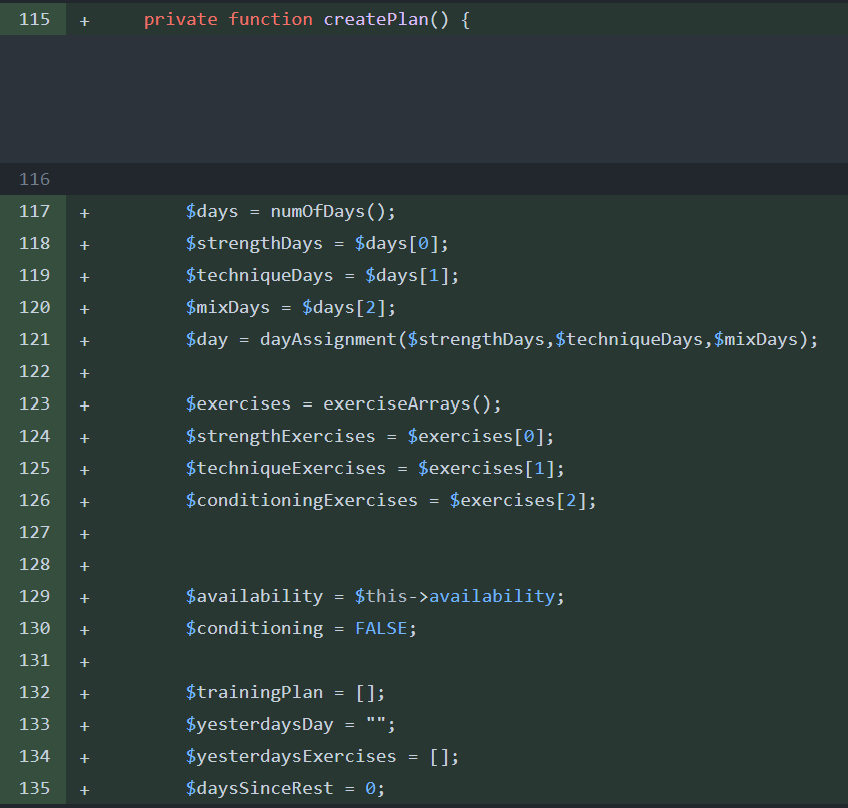 115 + private function createPlan() {
116
117 + $days = numOfDays();
118 + $strengthDays = $days[0];
119 + $techniqueDays = $days[1];
120 + $mixDays = $days[2];
121 + $day = dayAssignment($strengthDays,$techniqueDays,$mixDays);
122 +
123 + $exercises = exerciseArrays();
124 + $strengthExercises = $exercises[0];
125 + $techniqueExercises = $exercises[1];
126 + $conditioningExercises = $exercises[2];
127 +
128 +
129 + $availability = $this->availability;
130 + $conditioning = FALSE;
131 +
132 + $trainingPlan = [];
133 + $yesterdaysDay = "";
134 + $yesterdaysExercises = [];
135 + $daysSinceRest = 0;